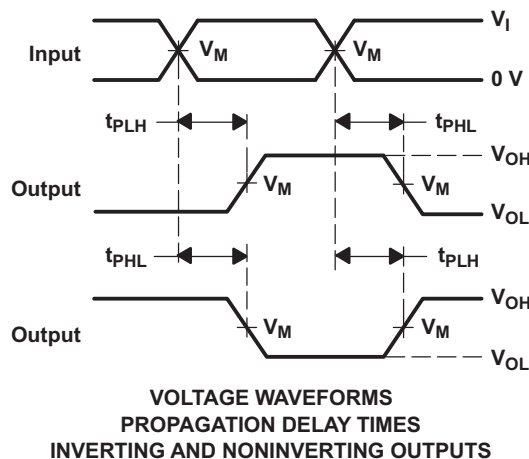 V_I
Input
V_M
V_M
0 V
t_PLH
t_PHL
V_OH
Output
V_M
V_M
V_OL
t_PHL
t_PLH
V_OH
Output
V_M
V_M
V_OL
VOLTAGE WAVEFORMS
PROPAGATION DELAY TIMES
INVERTING AND NONINVERTING OUTPUTS